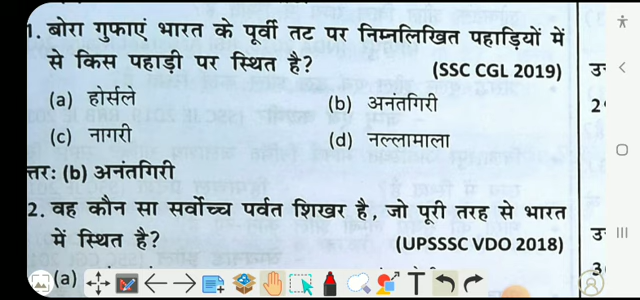 1. बोरा गुफाएं भारत के पूर्वी तट पर निम्नलिखित पहाड़ियों में
से किस पहाड़ी पर स्थित है?
(SSC CGL 2019)
(a) होर्सले
(b) अनंतगिरी
(c) नागरी
(d) नल्लामाला
त्तर: (b) अनंतगिरी
2. वह कौन सा सर्वोच्च पर्वत शिखर है, जो पूरी तरह से भारत
में स्थित है?
(UPSSSC VDO 2018)
(a)